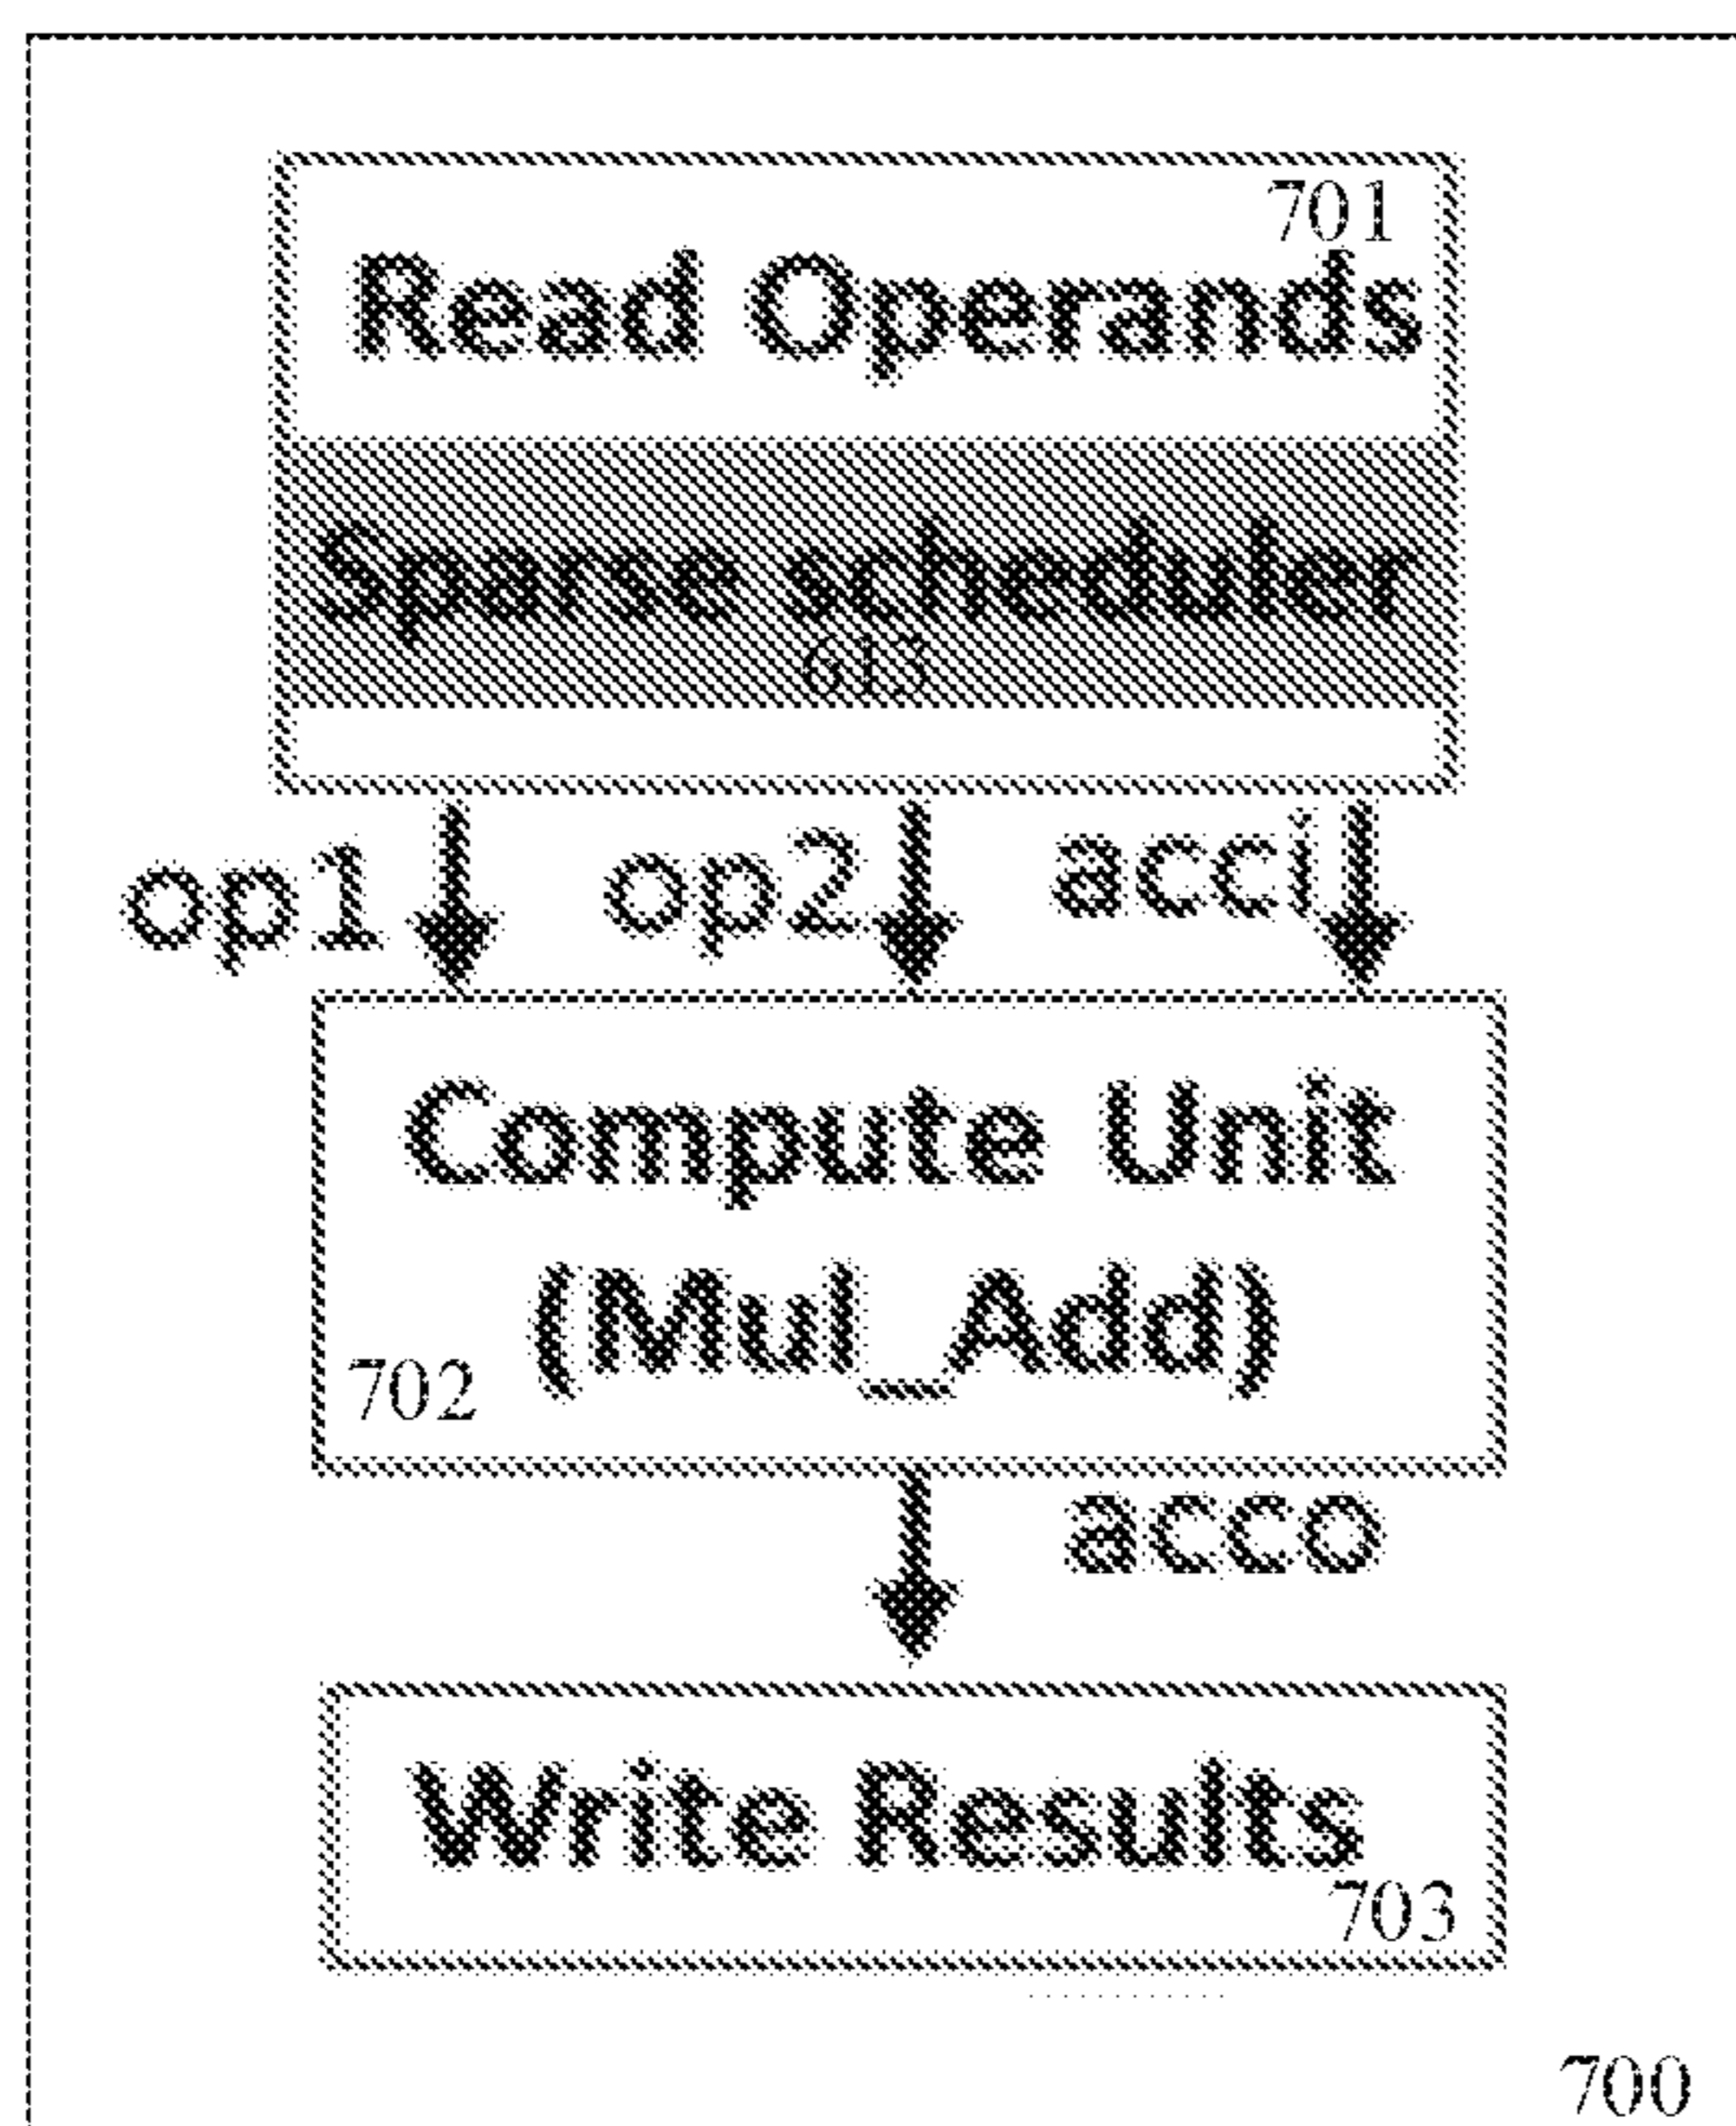 701
Read Operands
Sparse scheduler
613
op1 op2 acci
Compute Unit
(Mul_Add)
702
acco
Write Results
703
700